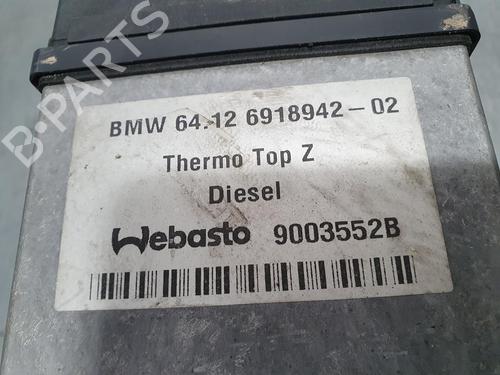 B-PARTS
BMW 64.12 6918942-02
Thermo Top Z
Diesel
Webasto 9003552B